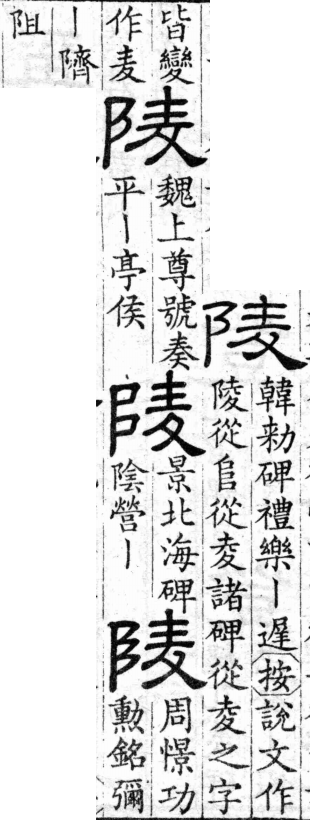 陵
韓勑碑禮樂丨遟按說文作
陵從𨸏從夌諸碑從夌之字
皆變
作麦
陵
魏上尊號奏
平丨亭侯
陵
景北海碑
陰營丨
陵
周憬功
勲銘彌
丨隮
阻